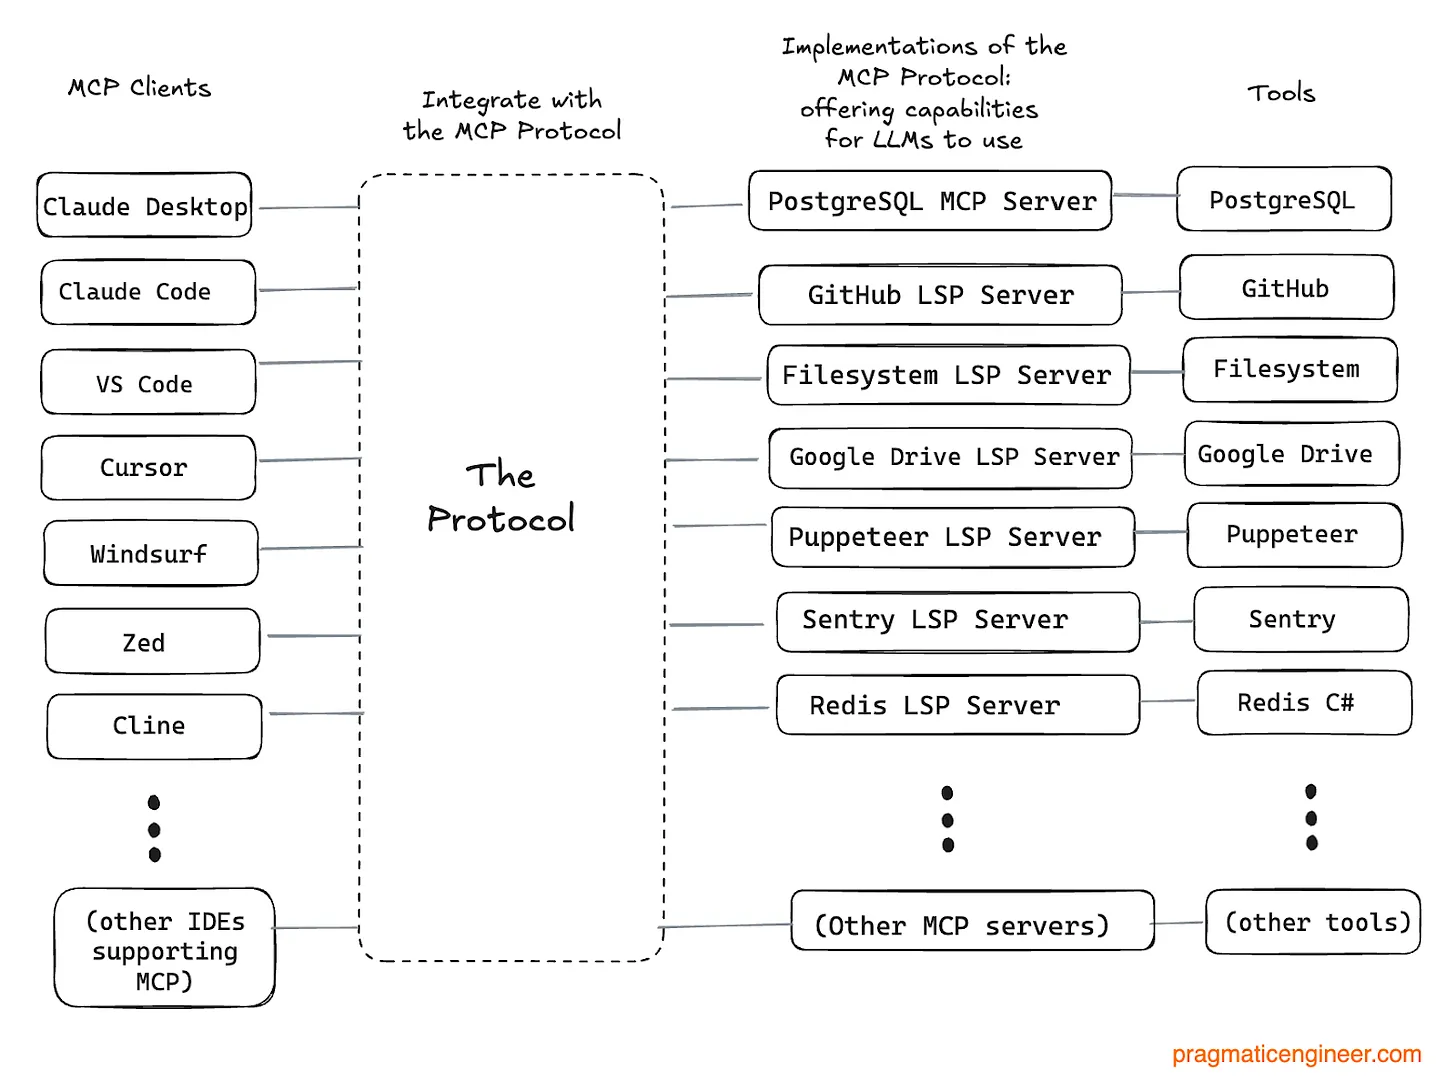 MCP Clients
Integrate with
the MCP Protocol
Implementations of the
MCP Protocol:
offering capabilities
for LLMs to use
Tools
Claude Desktop
PostgreSQL MCP Server
PostgreSQL
Claude Code
GitHub LSP Server
GitHub
VS Code
Filesystem LSP Server
Filesystem
Cursor
Google Drive LSP Server
Google Drive
The
Protocol
Windsurf
Puppeteer LSP Server
Puppeteer
Zed
Sentry LSP Server
Sentry
Cline
Redis LSP Server
Redis C#
(other IDEs
supporting
MCP)
(Other MCP servers)
(other tools)
pragmaticengineer.com